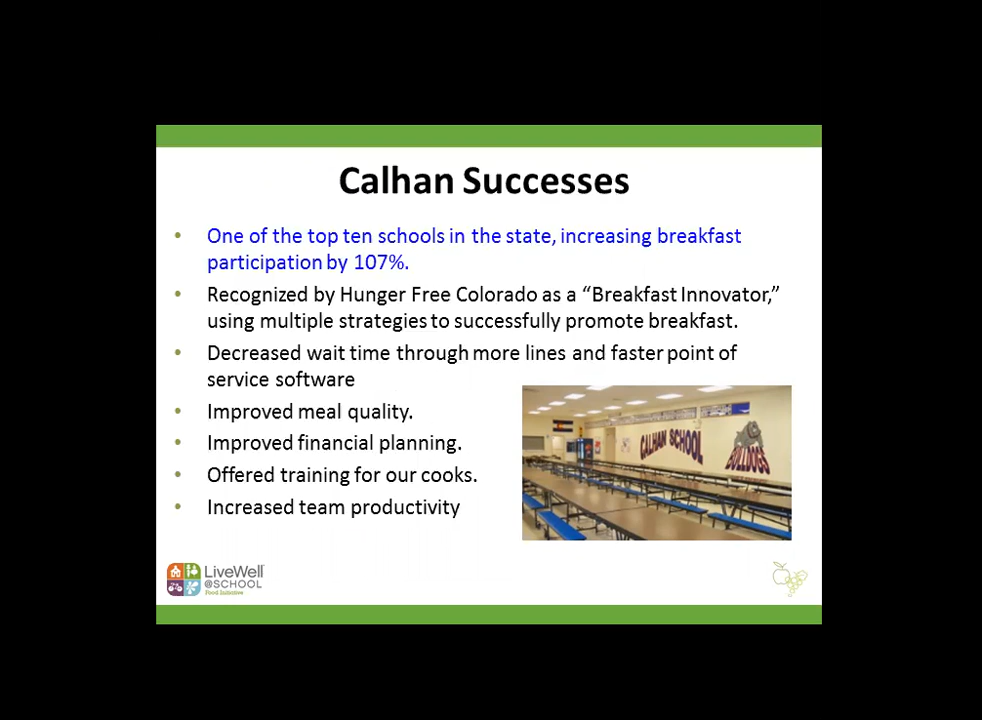 Calhan Successes
• One of the top ten schools in the state, increasing breakfast
participation by 107%.
• Recognized by Hunger Free Colorado as a “Breakfast Innovator,”
using multiple strategies to successfully promote breakfast.
• Decreased wait time through more lines and faster point of
service software
• Improved meal quality.
• Improved financial planning.
• Offered training for our cooks.
• Increased team productivity
CALHAN SCHOOL
BULLDOGS
LiveWell
@SCHOOL
Food Initiative